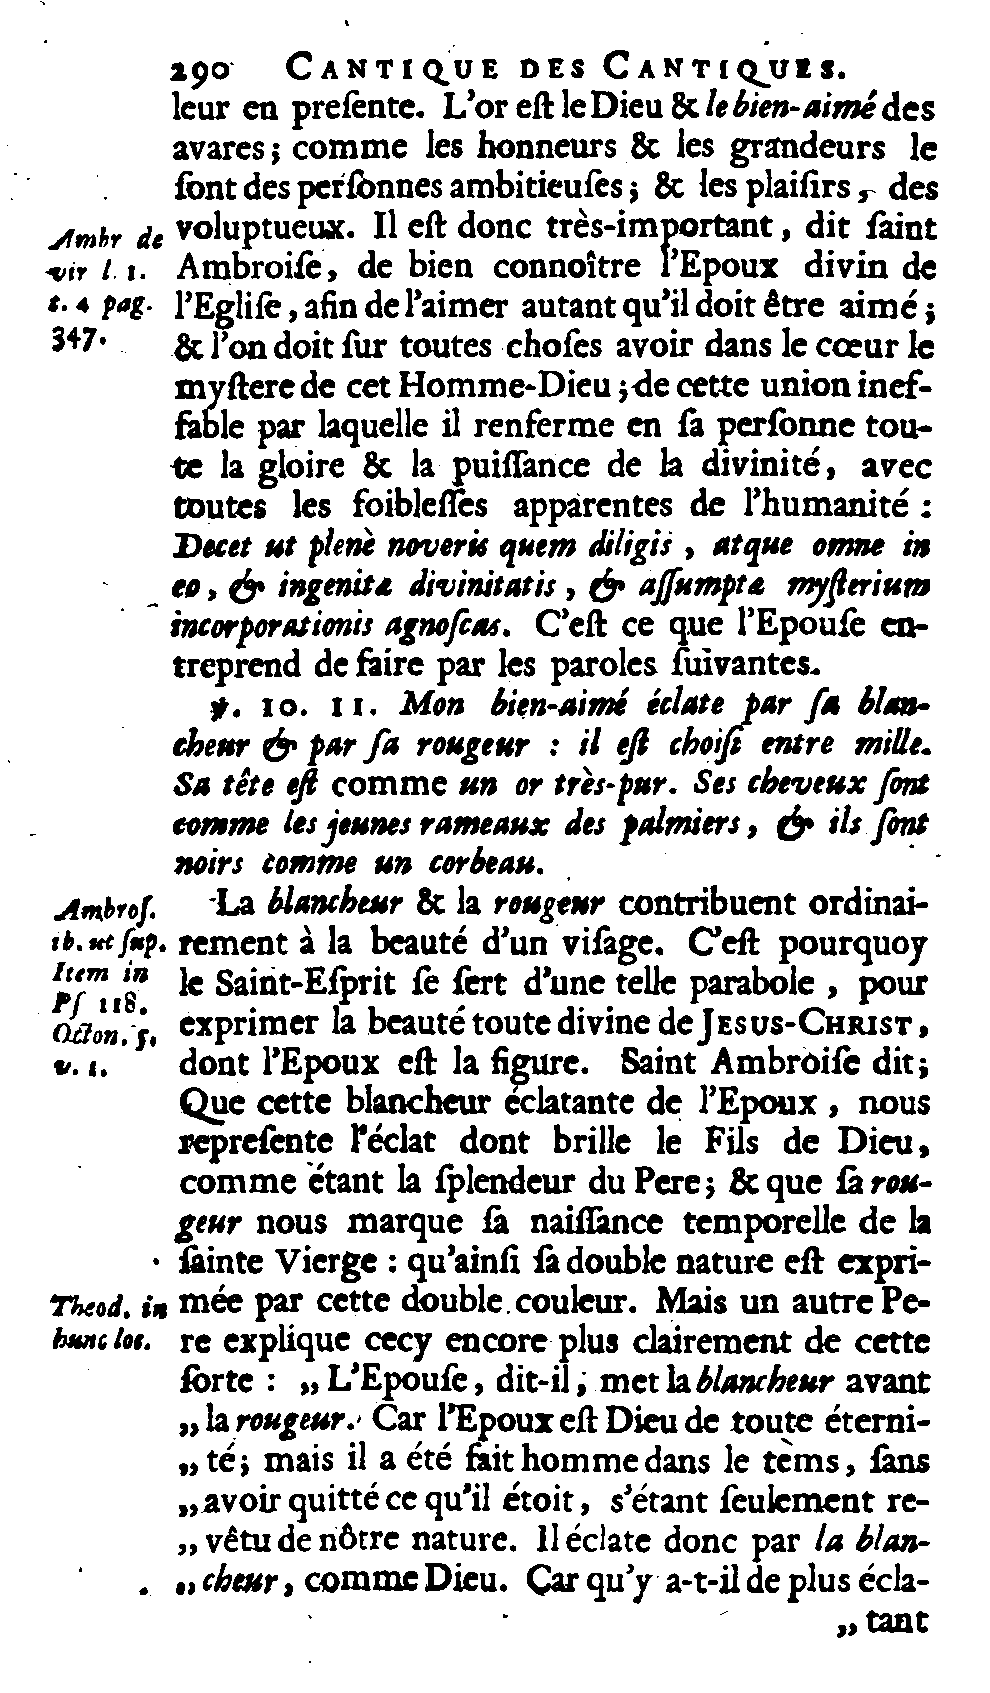 290 CANTIQUE DES CANTIQUES.
leur en preſente. L'or eſt le Dieu & le bien-aimé des
avares; comme les honneurs & les grandeurs le
ſont des perſonnes ambitieuſes; & les plaiſirs, des
voluptueux. Il eſt donc très-important, dit ſaint
Ambroiſe, de bien connoître l'Epoux divin de
l'Egliſe, afin de l'aimer autant qu'il doit être aimé;
& l'on doit ſur toutes choſes avoir dans le cœur le
myſtere de cet Homme-Dieu; de cette union inef-
fable par laquelle il renferme en ſa perſonne tou-
te la gloire & la puiſſance de la divinité, avec
toutes les foibleſſes apparentes de l'humanité :
Decet ut plenè noveris quem diligis, atque omne in
eo, & ingenitæ divinitatis, & aſſumptæ myſterium
incorporationis agnoſcas. C'eſt ce que l'Epouſe en-
treprend de faire par les paroles ſuivantes.
Ambr de
vir l. 1.
t. 4 pag.
347.
℣. 10. 11. Mon bien-aimé éclate par ſa blan-
cheur & par ſa rougeur : il eſt choiſi entre mille.
Sa tête eſt comme un or très-pur. Ses cheveux ſont
comme les jeunes rameaux des palmiers, & ils ſont
noirs comme un corbeau.
La blancheur & la rougeur contribuent ordinai-
rement à la beauté d'un viſage. C'eſt pourquoy
le Saint-Eſprit ſe ſert d'une telle parabole, pour
exprimer la beauté toute divine de JESUS-CHRIST,
dont l'Epoux eſt la figure. Saint Ambroiſe dit;
Que cette blancheur éclatante de l'Epoux, nous
repreſente l'éclat dont brille le Fils de Dieu,
comme étant la ſplendeur du Pere; & que ſa rou-
geur nous marque ſa naiſſance temporelle de la
ſainte Vierge : qu'ainſi ſa double nature eſt expri-
mée par cette double couleur. Mais un autre Pe-
re explique cecy encore plus clairement de cette
ſorte : „ L'Epouſe, dit-il, met la blancheur avant
„ la rougeur. Car l'Epoux eſt Dieu de toute éterni-
„ té; mais il a été fait homme dans le tèms, ſans
„ avoir quitté ce qu'il étoit, s'étant ſeulement re-
„ vêtu de nôtre nature. Il éclate donc par la blan-
„ cheur, comme Dieu. Car qu'y a-t-il de plus écla-
„ tant
Ambroſ.
ib. ut ſup.
Item in
Pſ 118.
Octon. 5.
v. 1.
Theod. in
hunc loc.